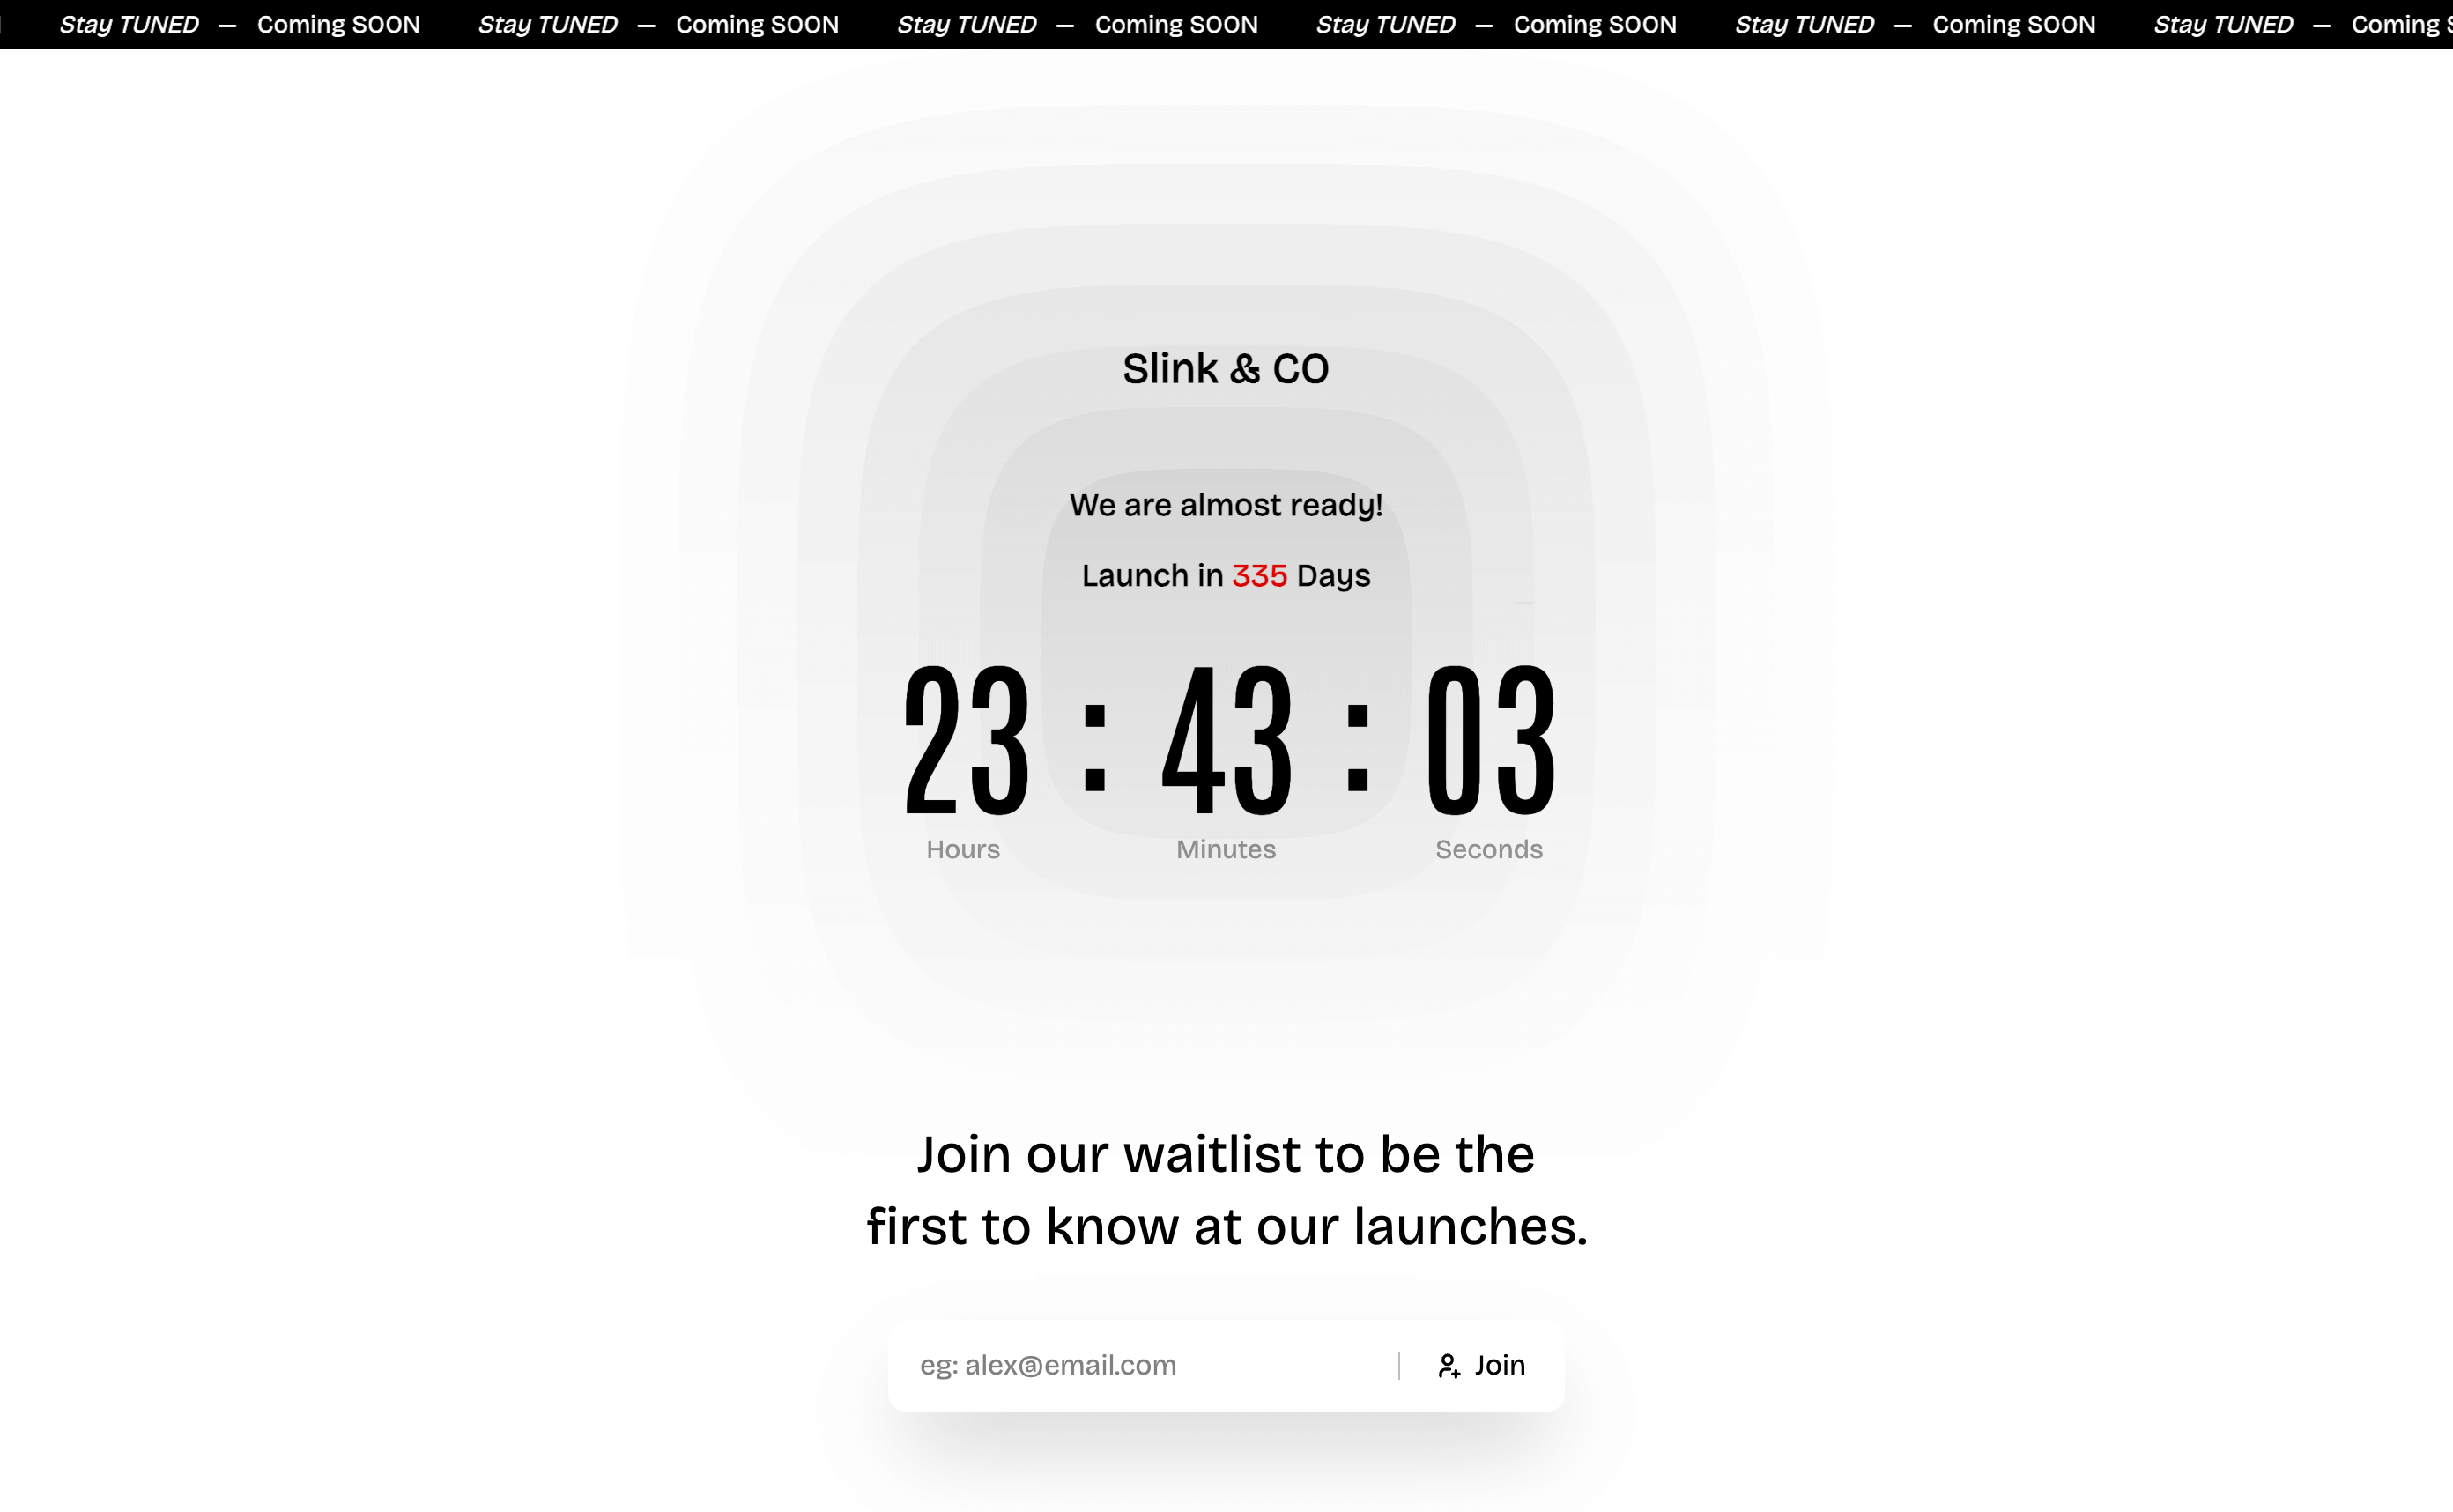 Stay TUNED — Coming SOON Stay TUNED — Coming SOON Stay TUNED — Coming SOON Stay TUNED — Coming SOON Stay TUNED — Coming SOON Stay TUNED — Coming
Slink & CO
We are almost ready!
Launch in 335 Days
23 : 43 : 03
Hours Minutes Seconds
Join our waitlist to be the
first to know at our launches.
eg: alex@email.com Join